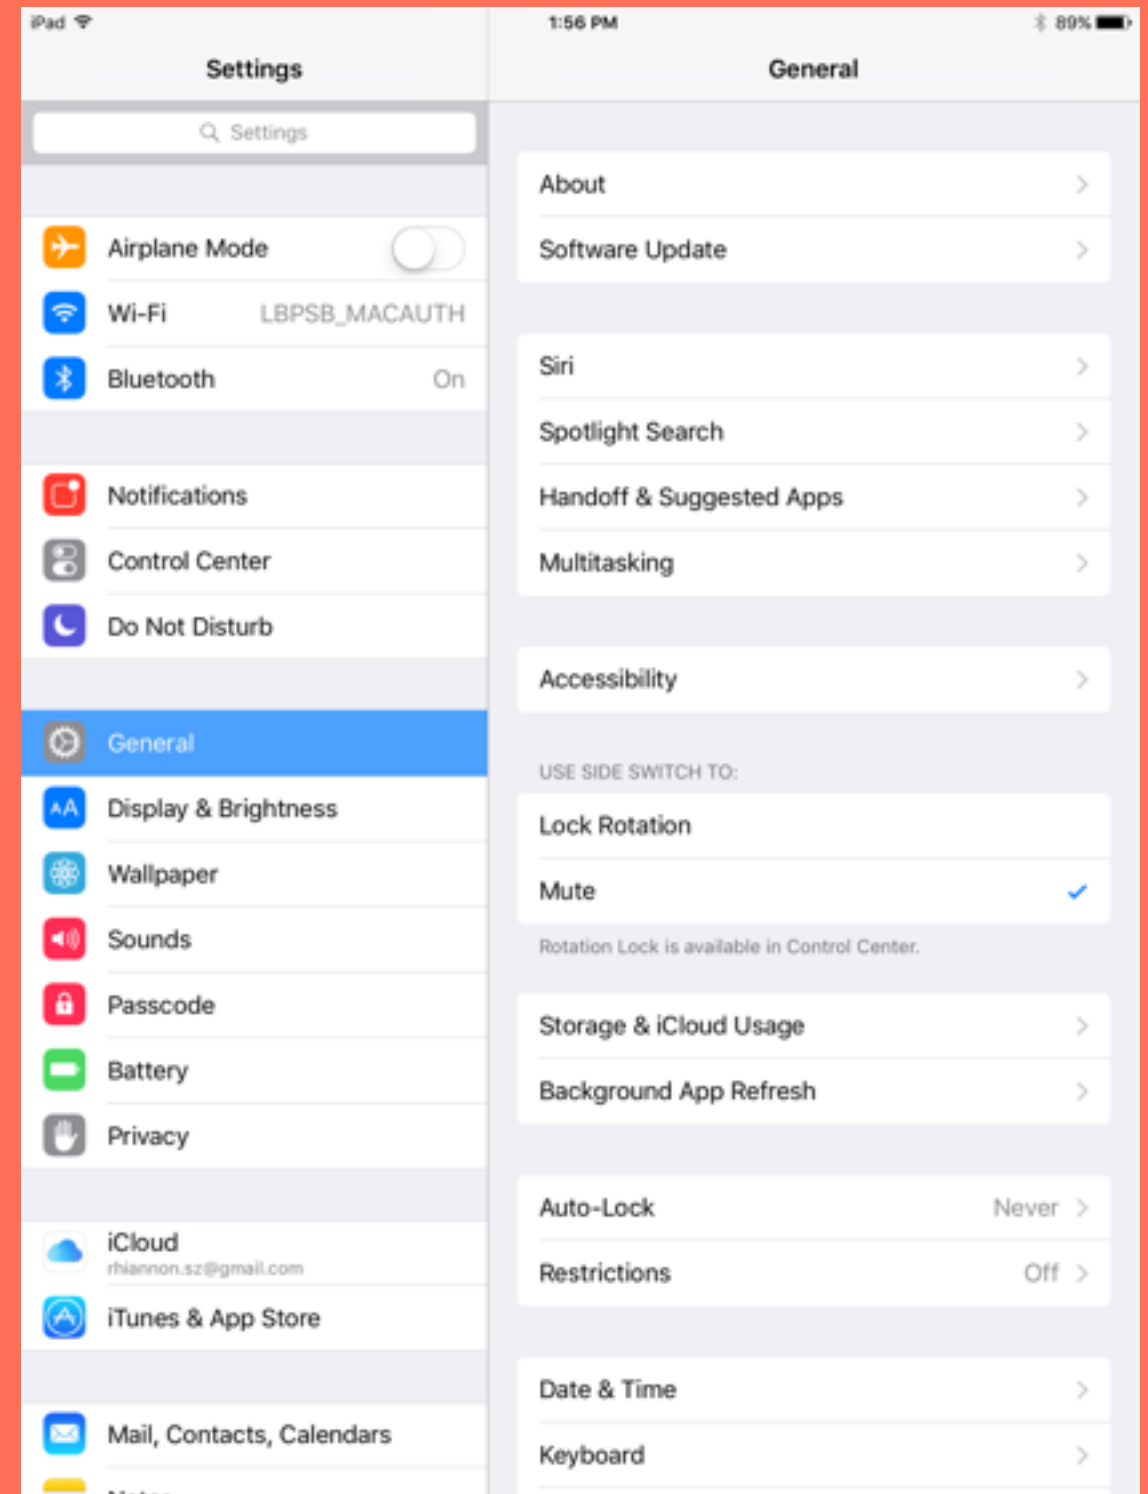 iPad
1:56 PM
89%
Settings
Settings
Airplane Mode
Wi-Fi LBPSB_MACAUTH
Bluetooth On
Notifications
Control Center
Do Not Disturb
General
Display & Brightness
AA
Wallpaper
Sounds
Passcode
Battery
Privacy
iCloud
rhiannon.sz@gmail.com
iTunes & App Store
Mail, Contacts, Calendars
General
About
Software Update
Siri
Spotlight Search
Handoff & Suggested Apps
Multitasking
Accessibility
USE SIDE SWITCH TO:
Lock Rotation
Mute
Rotation Lock is available in Control Center.
Storage & iCloud Usage
Background App Refresh
Auto-Lock Never
Restrictions Off
Date & Time
Keyboard